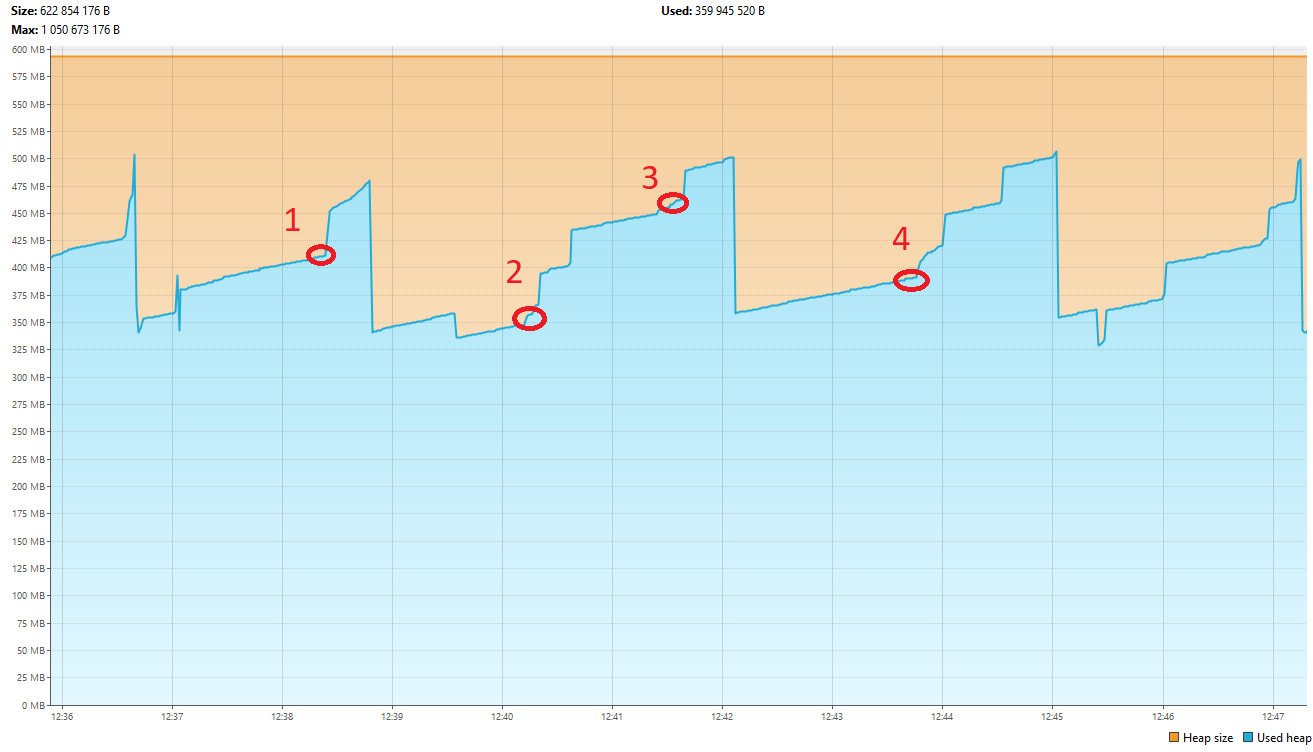 Size: 622 854 176 B
Used: 359 945 520 B
Max: 1 050 673 176 B
600 MB
575 MB
550 MB
525 MB
500 MB
475 MB
450 MB
425 MB
400 MB
375 MB
350 MB
325 MB
300 MB
275 MB
250 MB
225 MB
200 MB
175 MB
150 MB
125 MB
100 MB
75 MB
50 MB
25 MB
0 MB
1
2
3
4
12:36 12:37 12:38 12:39 12:40 12:41 12:42 12:43 12:44 12:45 12:46 12:47
Heap size Used heap